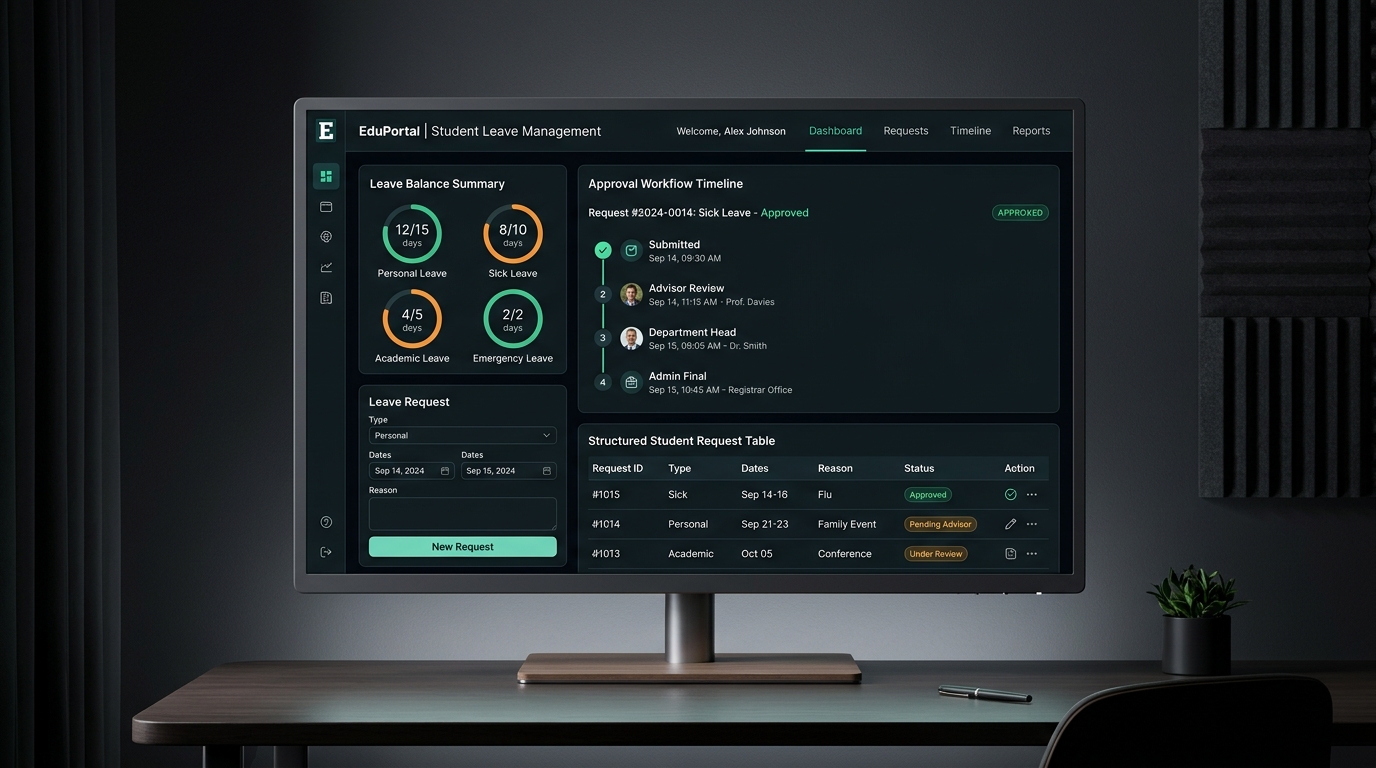 E
EduPortal | Student Leave Management
Welcome, Alex Johnson
Dashboard
Requests
Timeline
Reports
Leave Balance Summary
12/15
days
Personal Leave
8/10
days
Sick Leave
4/5
deys
Academic Leave
2/2
days
Emergency Leave
Leave Request
Type
Personal
Dates
Dates
Sop 14, 2024
Sep 15, 2024
Reason
New Request
Approval Workflow Timeline
Request #2024-0014: Sick Leave - Approved
APPROXED
Submitted
Sep 14, 09:30 AM
2
Advisor Review
Sep 14, 11:15 AM - Prof. Davies
3
Department Head
Sep 15, 09:05 AM - Dr. Smith
4
Admin Final
Sep 15, 10:45 AM - Registrar Office
Structured Student Request Table
Request ID Type Dates Reason Status Action
#1015 Sick Sep 14-16 Flu Approved
#1014 Personal Sep 21-23 Family Event Pending Advisor
#1013 Academic Oct 05 Conference Under Review